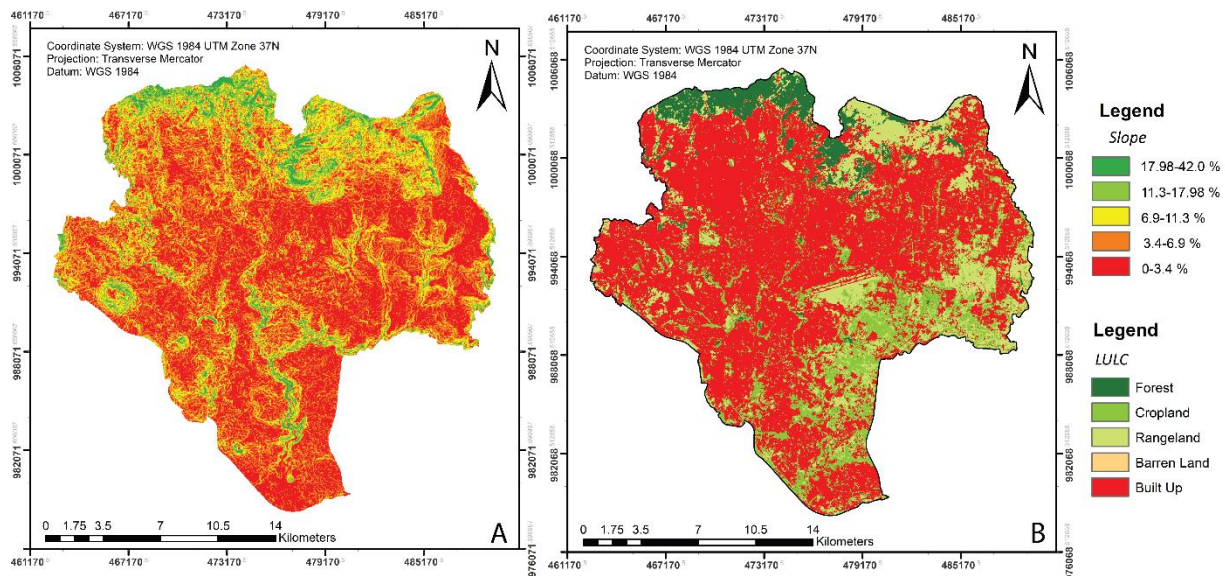 461170 467170 473170 479170 485170
461170 467170 473170 479170 485170
Coordinate System: WGS 1984 UTM Zone 37N
Projection: Transverse Mercator
Datum: WGS 1984
N
1006071
1000071
994071
988071
982071
976071
0 1.75 3.5 7 10.5 14
Kilometers
A
461170 467170 473170 479170 485170
Coordinate System: WGS 1984 UTM Zone 37N
Projection: Transverse Mercator
Datum: WGS 1984
N
1006068
1000068
994068
988068
982068
976068
0 1.75 3.5 7 10.5 14
Kilometers
B
461170 467170 473170 479170 485170
Legend
Slope
17.98-42.0 %
11.3-17.98 %
6.9-11.3 %
3.4-6.9 %
0-3.4 %
Legend
LULC
Forest
Cropland
Rangeland
Barren Land
Built Up